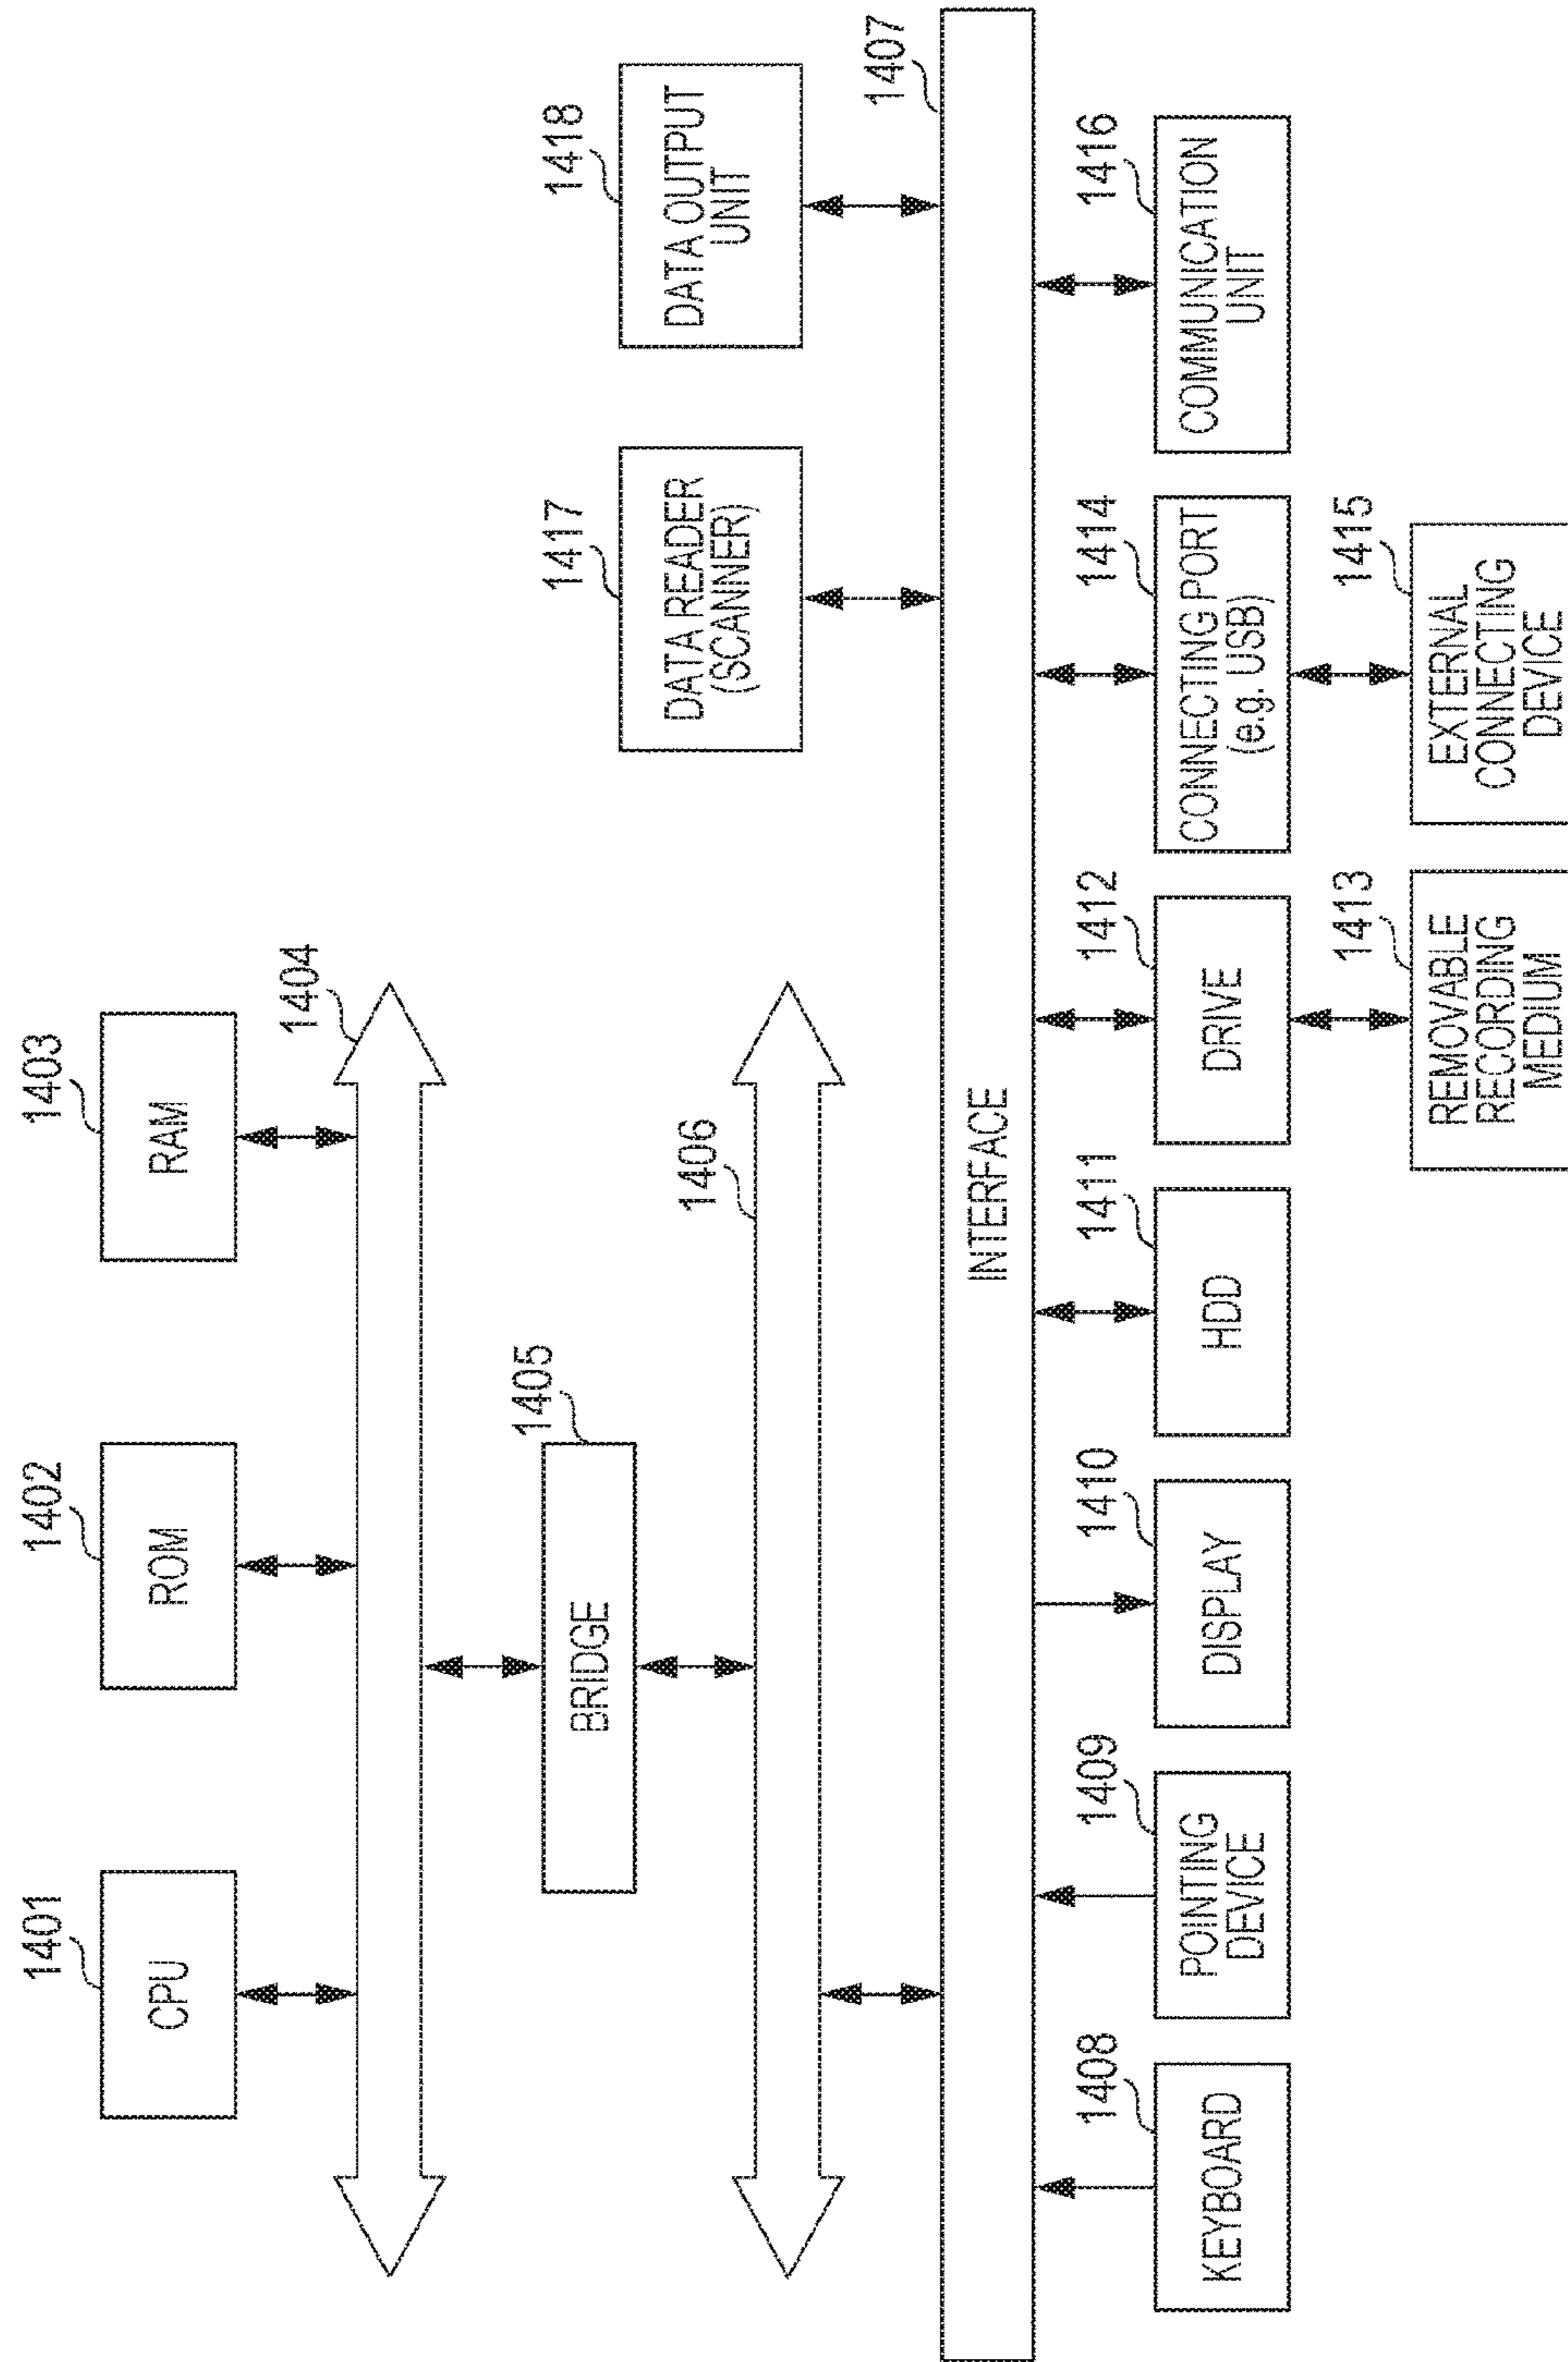 1401
CPU
1402
ROM
1403
RAM
1404
1405
BRIDGE
1406
1417
DATA READER
(SCANNER)
1418
DATA OUTPUT
UNIT
1407
INTERFACE
1408
KEYBOARD
1409
POINTING
DEVICE
1410
DISPLAY
1411
HDD
1412
DRIVE
1414
CONNECTING PORT
(e.g. USB)
1416
COMMUNICATION
UNIT
1413
REMOVABLE
RECORDING
MEDIUM
1415
EXTERNAL
CONNECTING
DEVICE